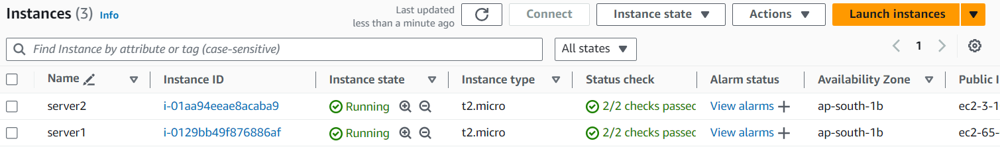 Instances (3) Info
Last updated
less than a minute ago
Connect
Instance state
Actions
Launch instances
Find Instance by attribute or tag (case-sensitive)
All states
1
Name Instance ID Instance state Instance type Status check Alarm status Availability Zone Public I
server2 i-01aa94eeae8acaba9 Running t2.micro 2/2 checks passed View alarms + ap-south-1b ec2-3-1
server1 i-0129bb49f876886af Running t2.micro 2/2 checks passed View alarms + ap-south-1b ec2-65-